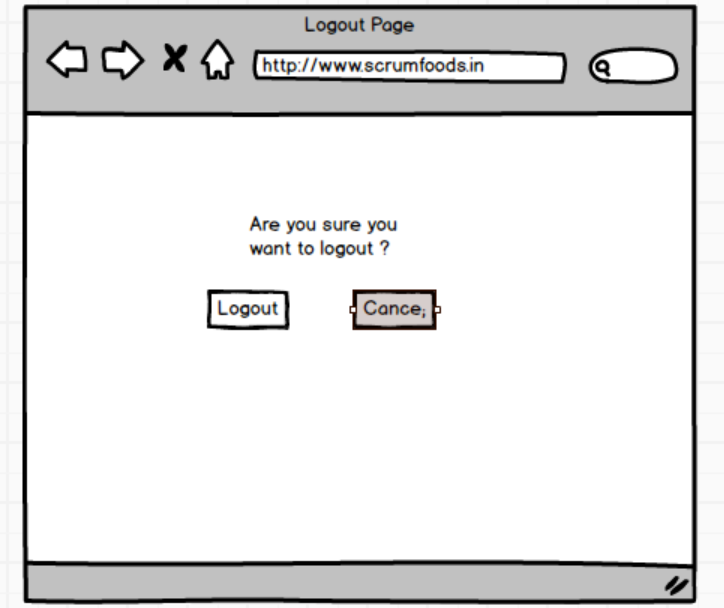 Logout Page
http://www.scrumfoods.in
Are you sure you
want to logout ?
Logout
Cance;